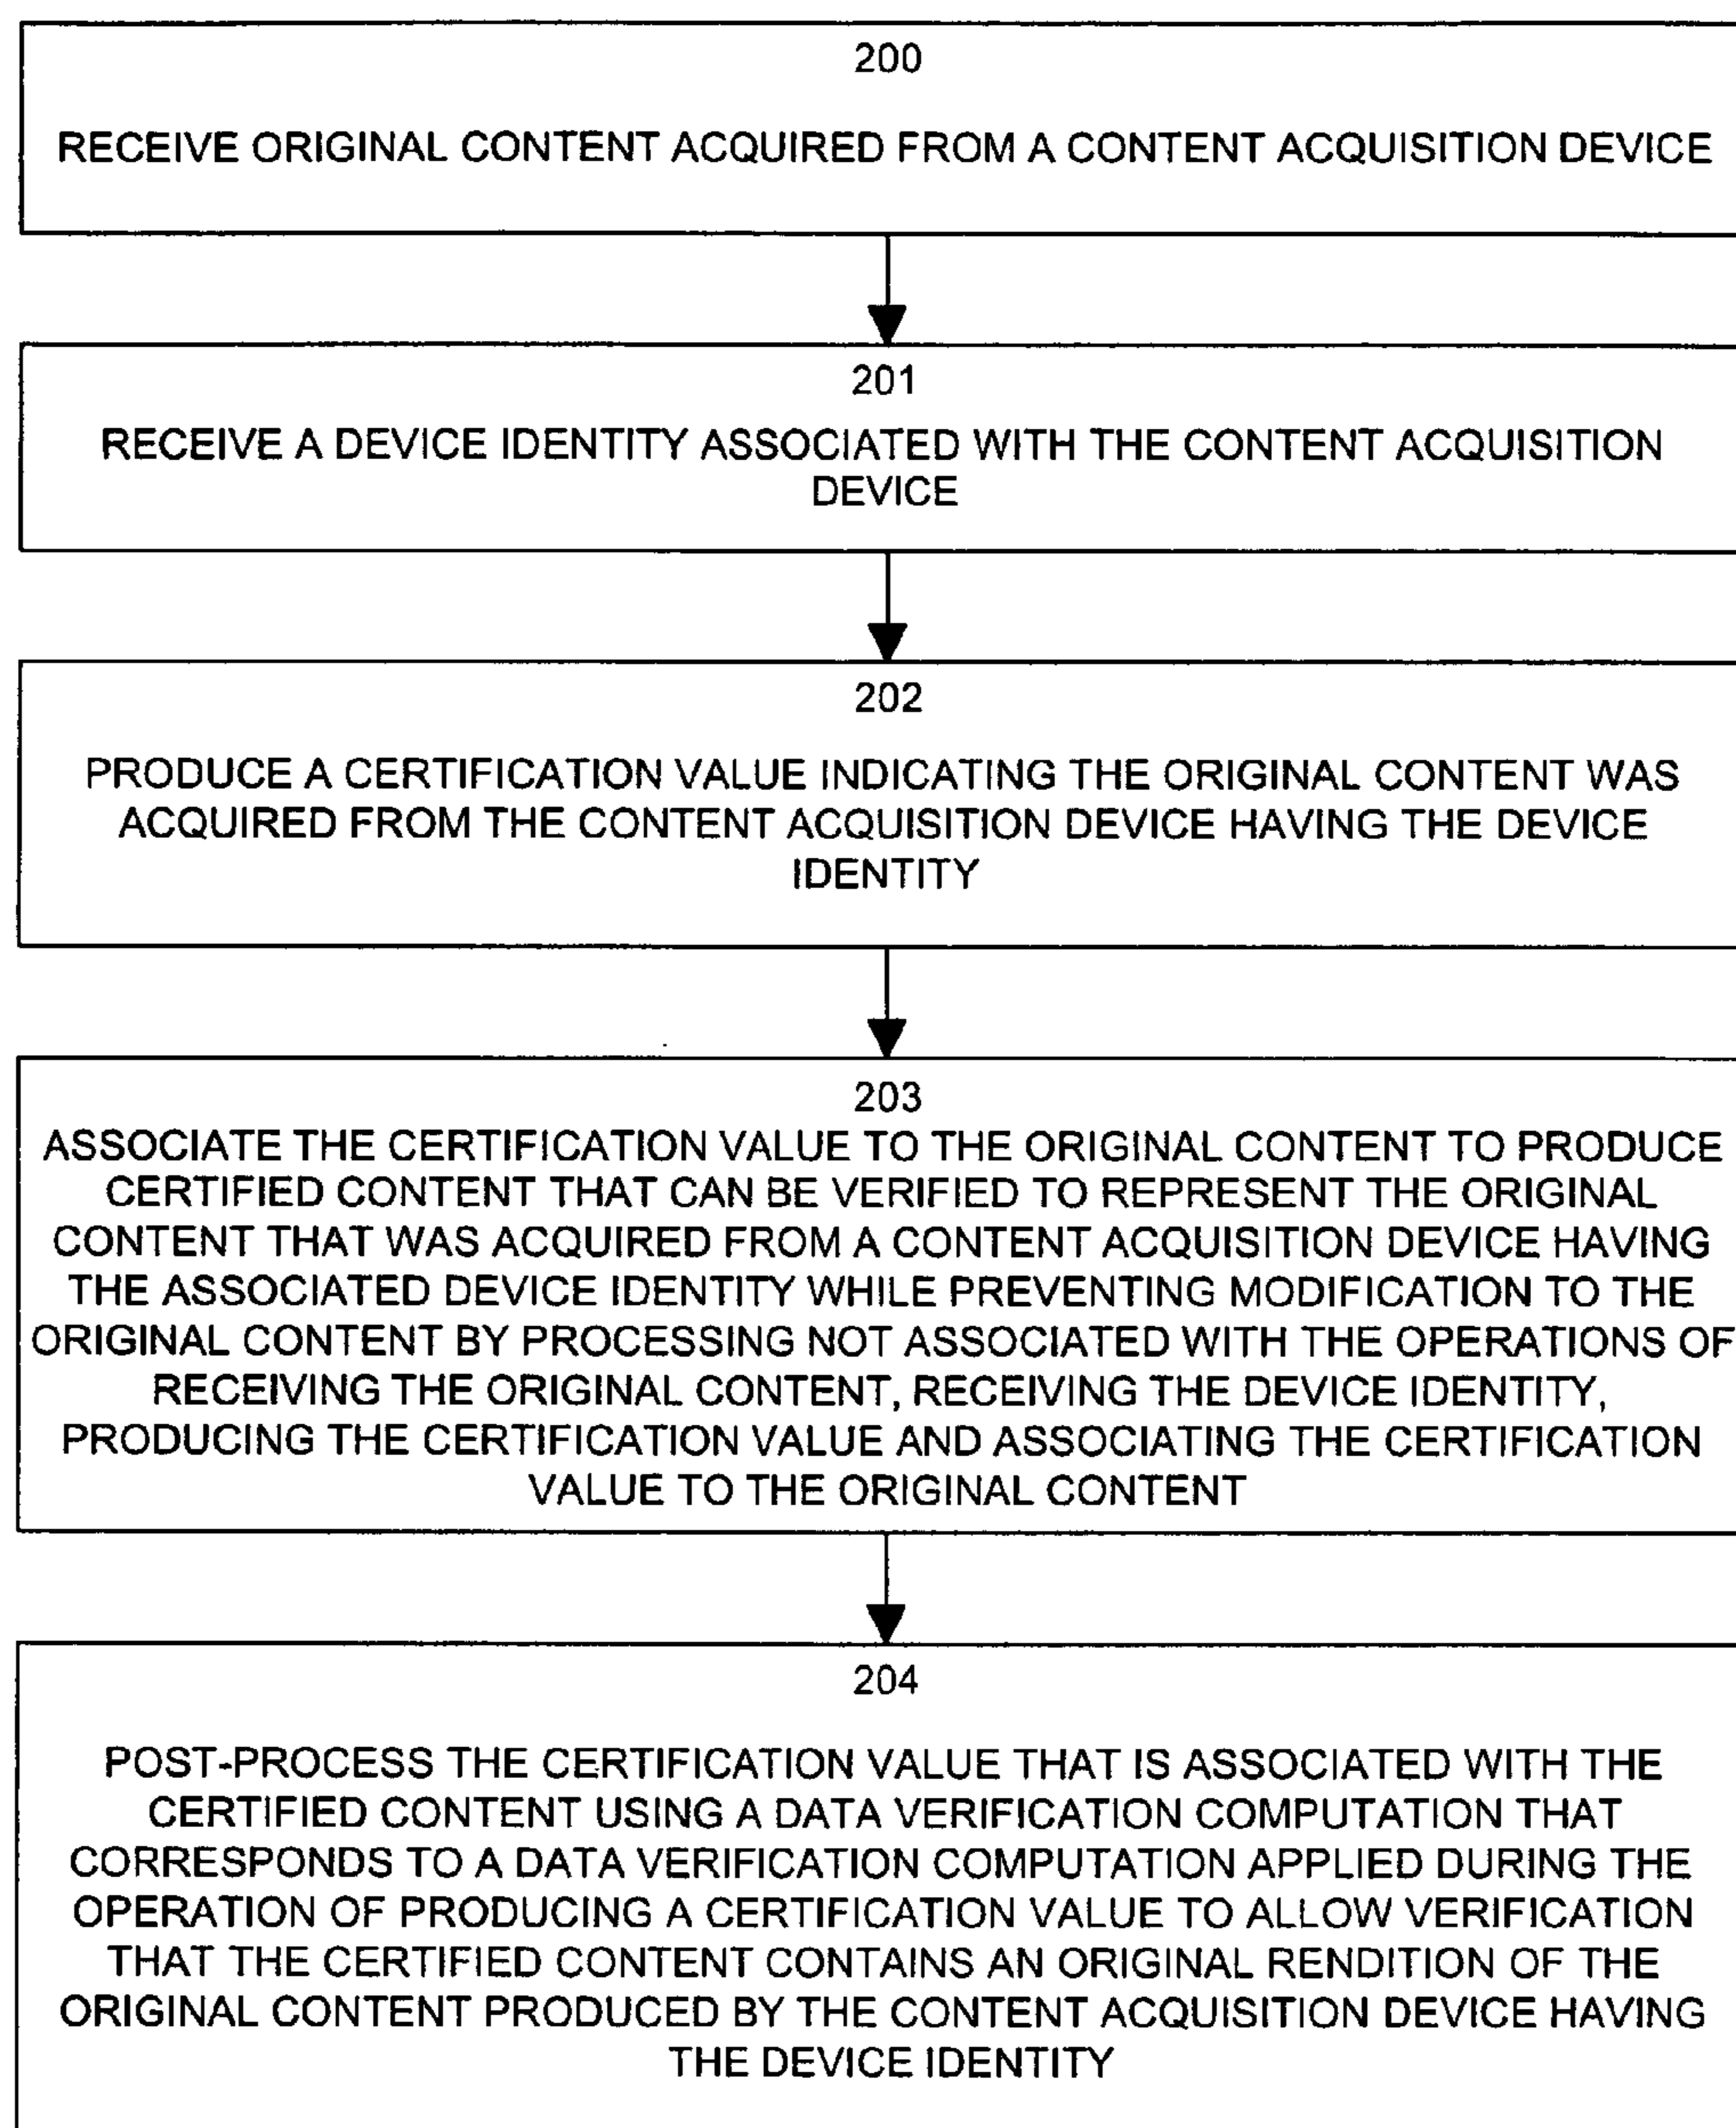 200
RECEIVE ORIGINAL CONTENT ACQUIRED FROM A CONTENT ACQUISITION DEVICE
201
RECEIVE A DEVICE IDENTITY ASSOCIATED WITH THE CONTENT ACQUISITION
DEVICE
202
PRODUCE A CERTIFICATION VALUE INDICATING THE ORIGINAL CONTENT WAS
ACQUIRED FROM THE CONTENT ACQUISITION DEVICE HAVING THE DEVICE
IDENTITY
203
ASSOCIATE THE CERTIFICATION VALUE TO THE ORIGINAL CONTENT TO PRODUCE
CERTIFIED CONTENT THAT CAN BE VERIFIED TO REPRESENT THE ORIGINAL
CONTENT THAT WAS ACQUIRED FROM A CONTENT ACQUISITION DEVICE HAVING
THE ASSOCIATED DEVICE IDENTITY WHILE PREVENTING MODIFICATION TO THE
ORIGINAL CONTENT BY PROCESSING NOT ASSOCIATED WITH THE OPERATIONS OF
RECEIVING THE ORIGINAL CONTENT, RECEIVING THE DEVICE IDENTITY,
PRODUCING THE CERTIFICATION VALUE AND ASSOCIATING THE CERTIFICATION
VALUE TO THE ORIGINAL CONTENT
204
POST-PROCESS THE CERTIFICATION VALUE THAT IS ASSOCIATED WITH THE
CERTIFIED CONTENT USING A DATA VERIFICATION COMPUTATION THAT
CORRESPONDS TO A DATA VERIFICATION COMPUTATION APPLIED DURING THE
OPERATION OF PRODUCING A CERTIFICATION VALUE TO ALLOW VERIFICATION
THAT THE CERTIFIED CONTENT CONTAINS AN ORIGINAL RENDITION OF THE
ORIGINAL CONTENT PRODUCED BY THE CONTENT ACQUISITION DEVICE HAVING
THE DEVICE IDENTITY